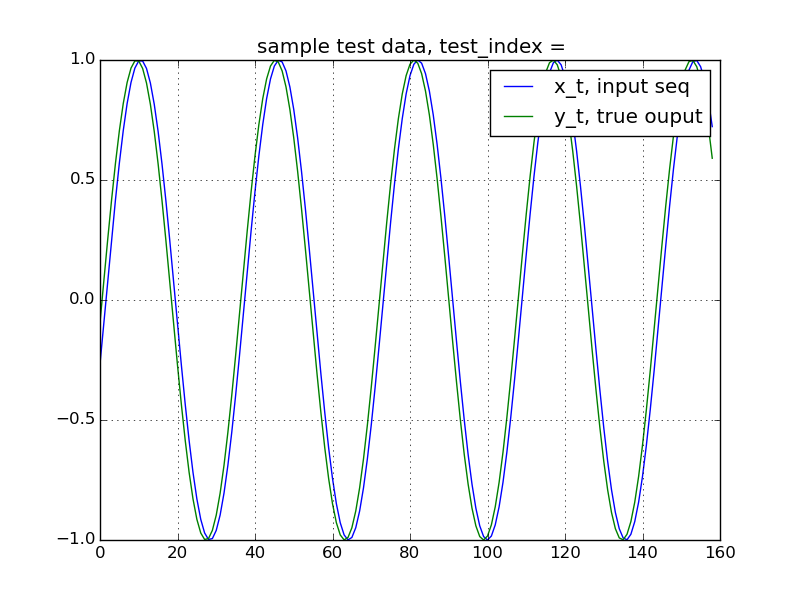 sample test data, test_index =
1.0
0.5
0.0
−0.5
−1.0
x_t, input seq
y_t, true ouput
0 20 40 60 80 100 120 140 160